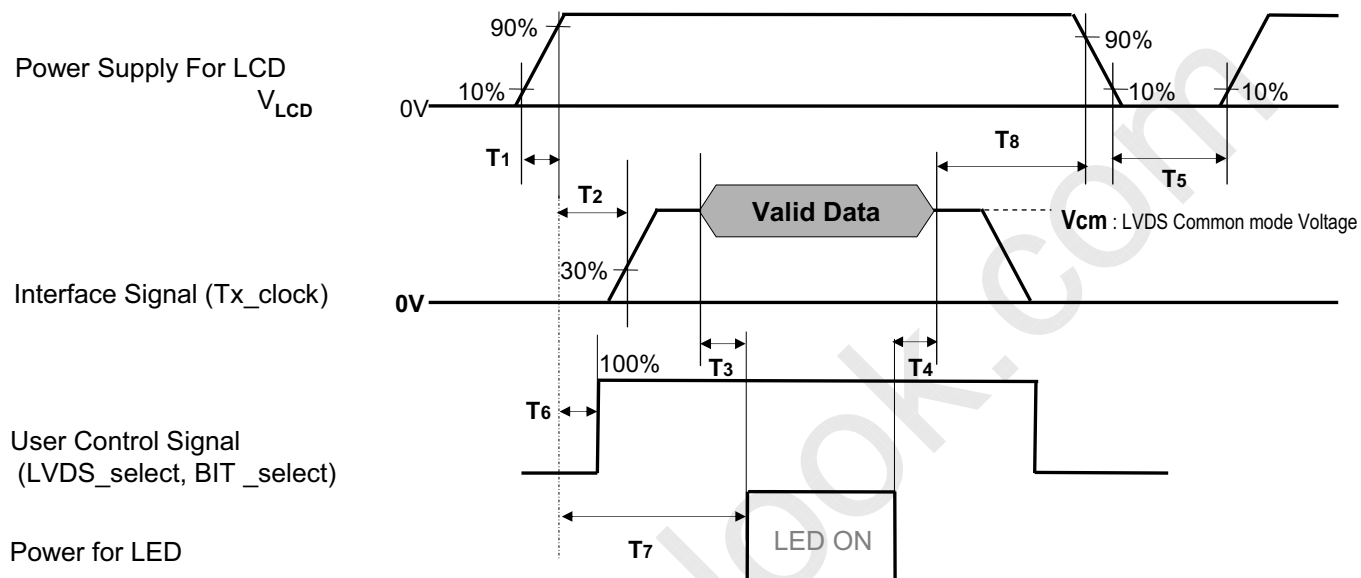 90%
90%
Power Supply For LCD
VLCD
10%
10%
10%
0V
T1
T8
T5
T2
Valid Data
Vcm : LVDS Common mode Voltage
30%
Interface Signal (Tx_clock)
0V
T3
100%
T4
T6
User Control Signal
(LVDS_select, BIT _select)
T7
LED ON
Power for LED
look.com